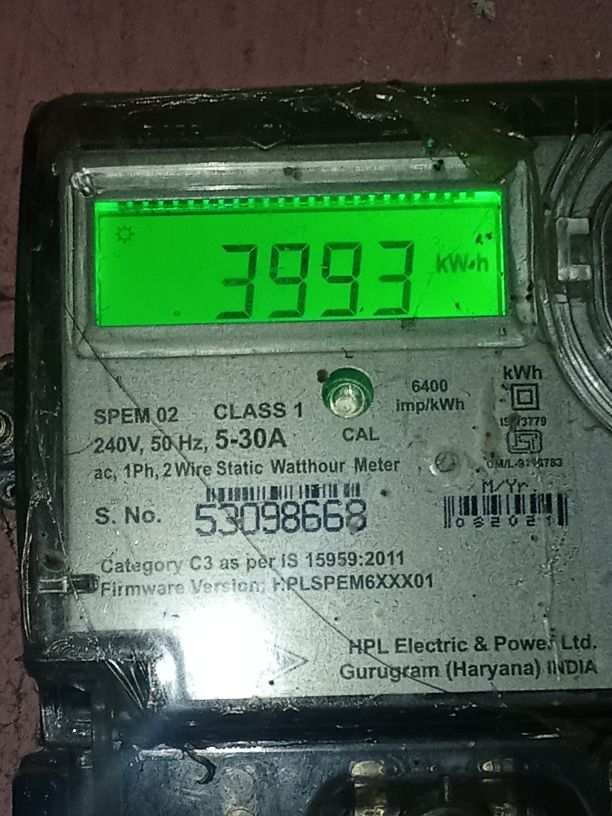 3993 kW.h
6400
imp/kWh
kWh
SPEM 02 CLASS 1
240V, 50 Hz, 5-30A
CAL
ac, 1Ph, 2 Wire Static Watthour Meter
M/Yr
S. No. 53098668
062021
Category C3 as per IS 15959:2011
Firmware Version: HPLSPEM6XXX01
HPL Electric & Power Ltd.
Gurugram (Haryana) INDIA